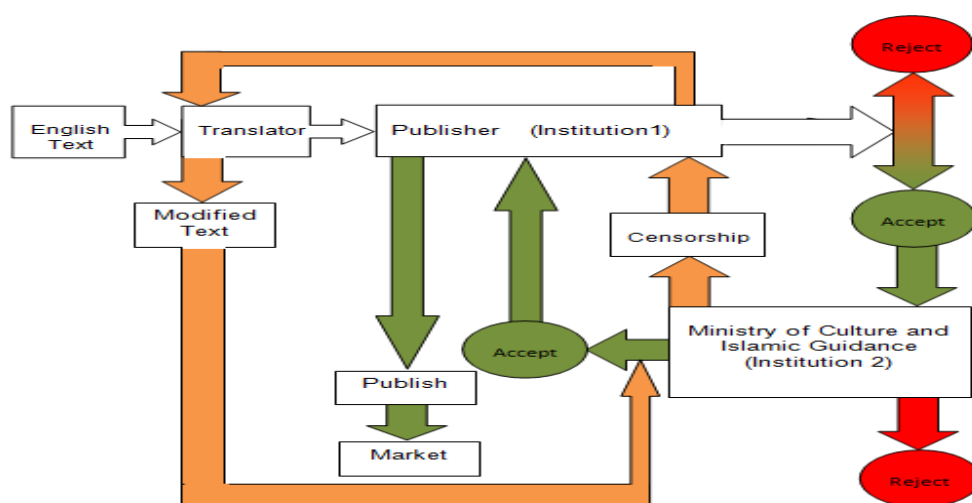 Reject
English
Text
Translator
Publisher (Institution1)
Modified
Text
Censorship
Accept
Ministry of Culture and
Islamic Guidance
(Institution 2)
Accept
Publish
Market
Reject